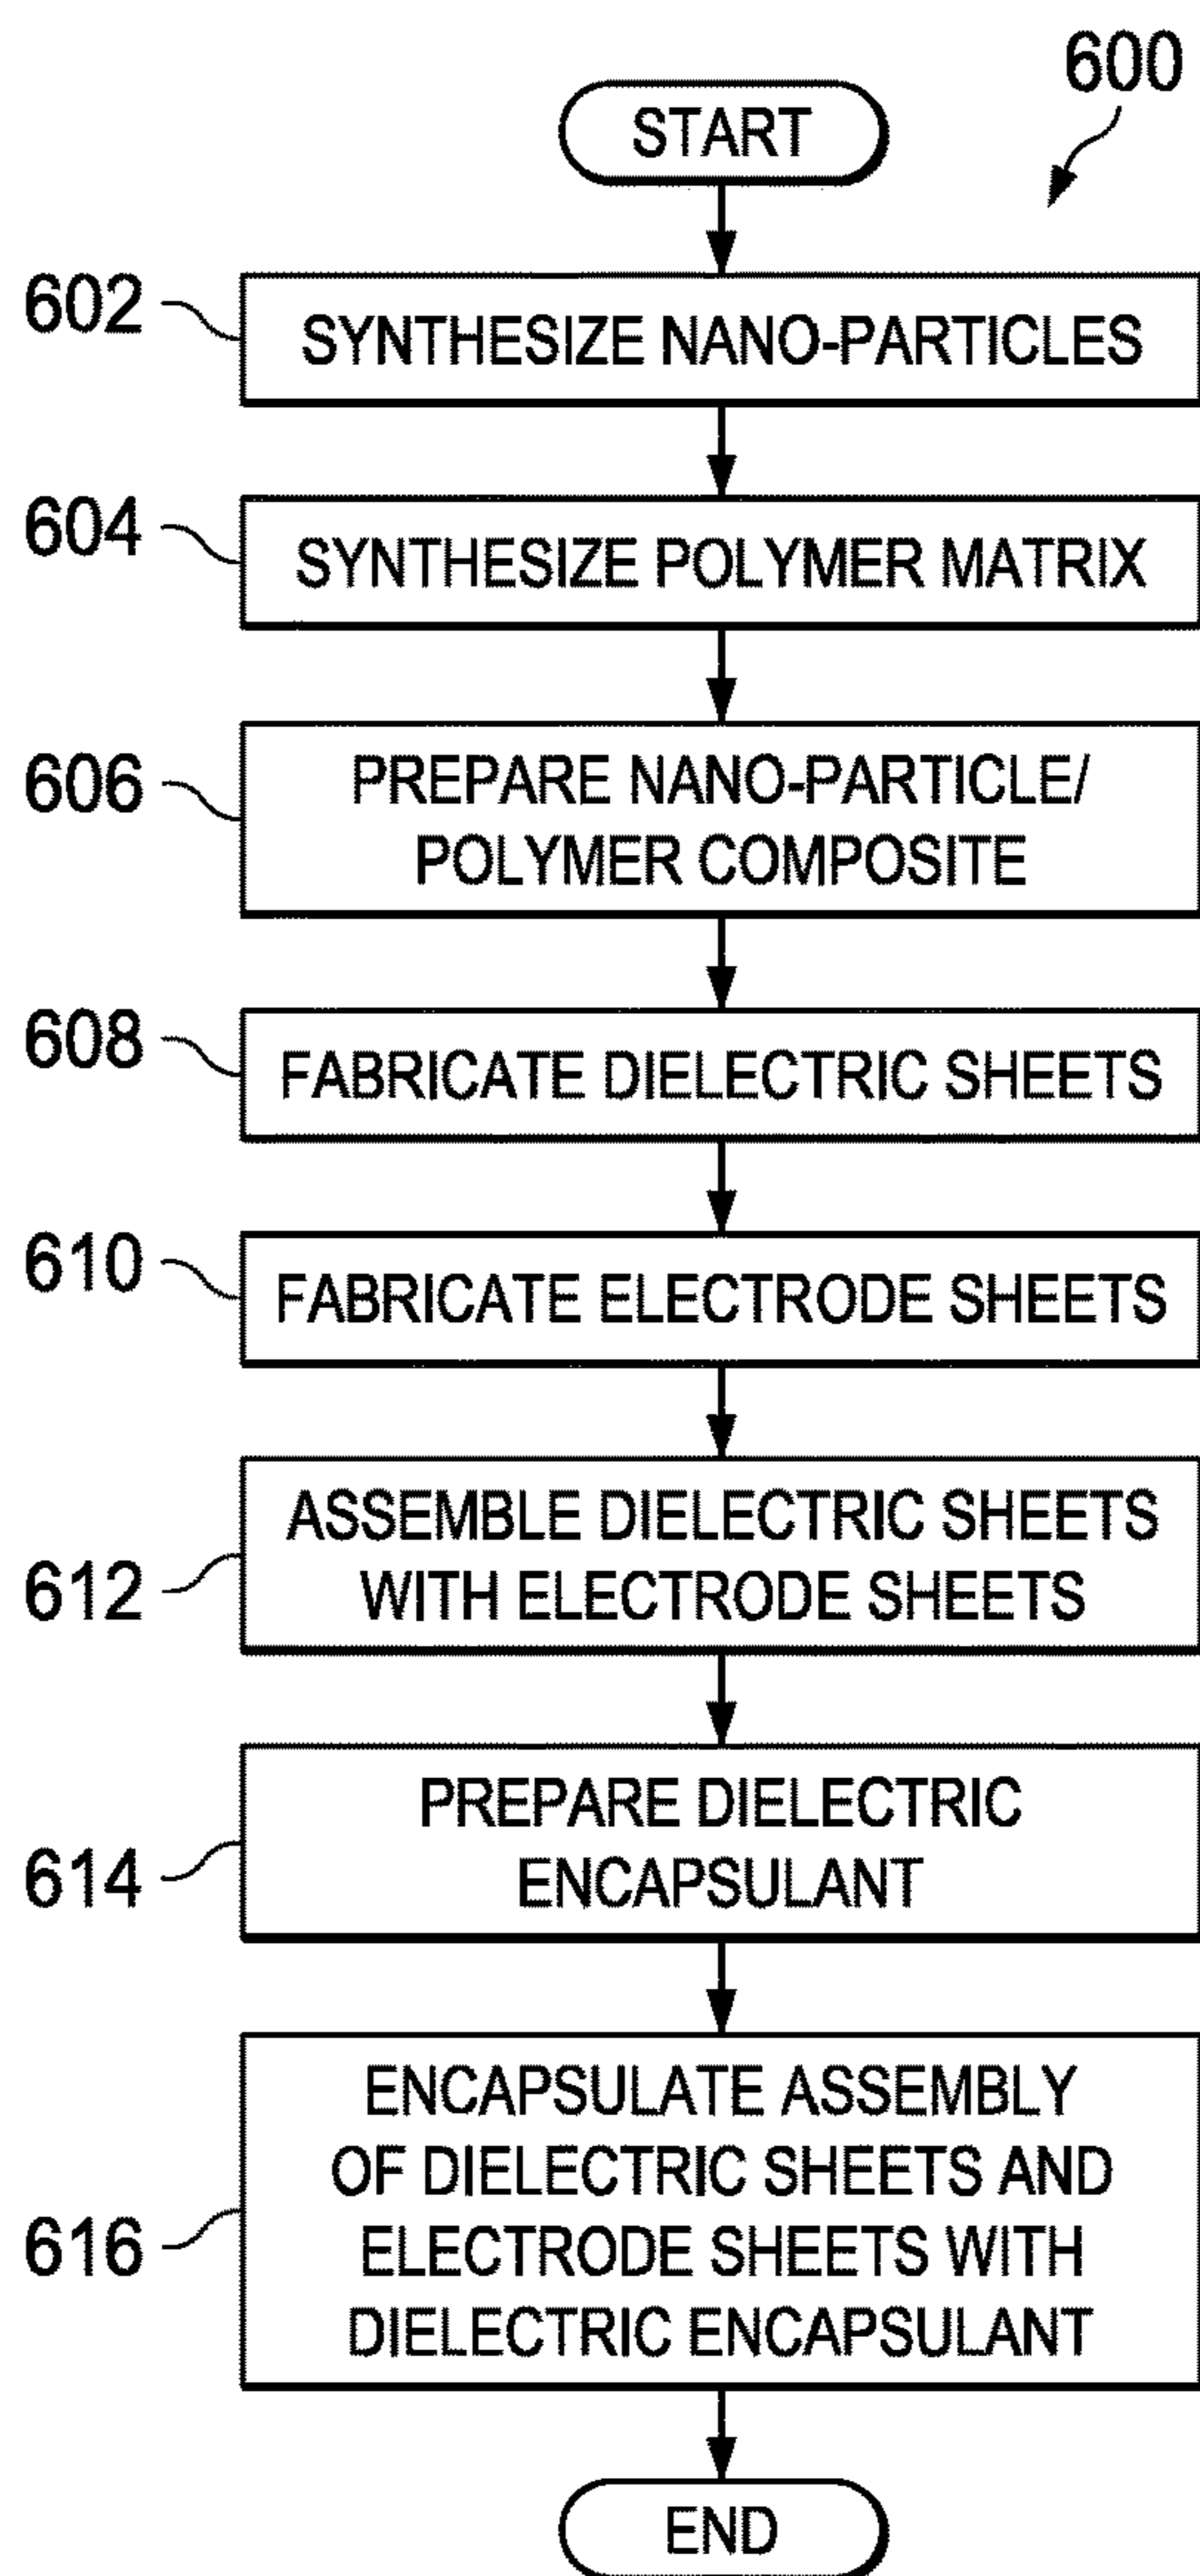 600
START
602
SYNTHESIZE NANO-PARTICLES
604
SYNTHESIZE POLYMER MATRIX
606
PREPARE NANO-PARTICLE/
POLYMER COMPOSITE
608
FABRICATE DIELECTRIC SHEETS
610
FABRICATE ELECTRODE SHEETS
612
ASSEMBLE DIELECTRIC SHEETS
WITH ELECTRODE SHEETS
614
PREPARE DIELECTRIC
ENCAPSULANT
616
ENCAPSULATE ASSEMBLY
OF DIELECTRIC SHEETS AND
ELECTRODE SHEETS WITH
DIELECTRIC ENCAPSULANT
END